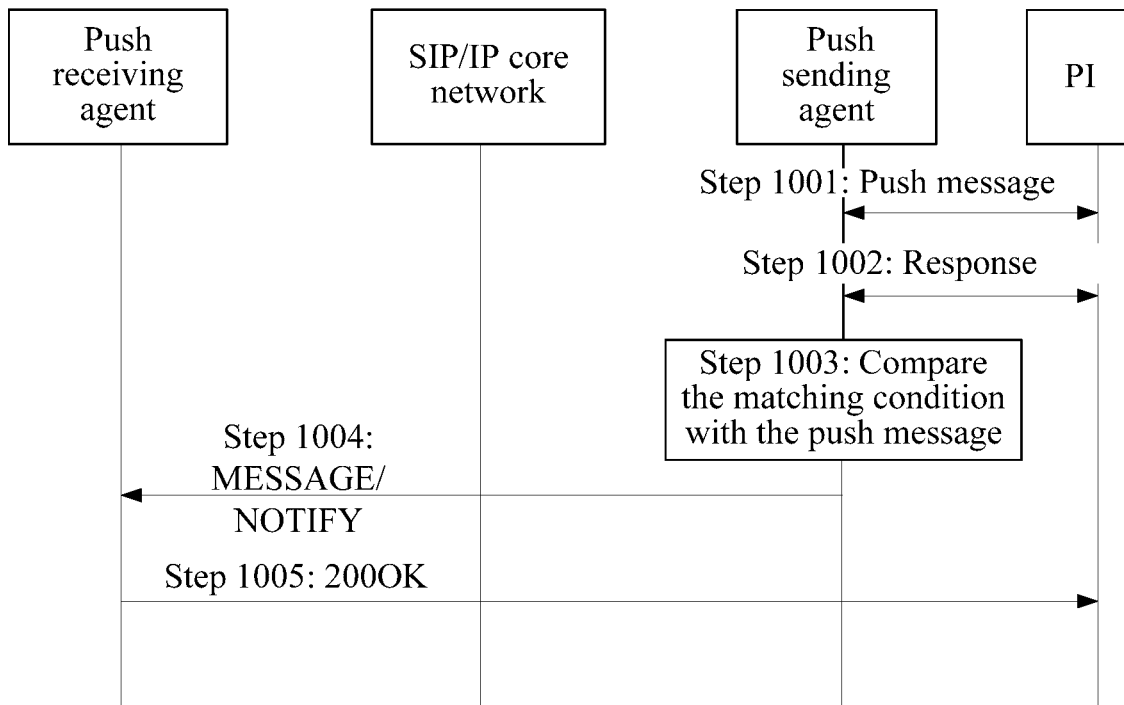 Push
receiving
agent
SIP/IP core
network
Push
sending
agent
PI
Step 1001: Push message
Step 1002: Response
Step 1003: Compare
the matching condition
with the push message
Step 1004:
MESSAGE/
NOTIFY
Step 1005: 200OK